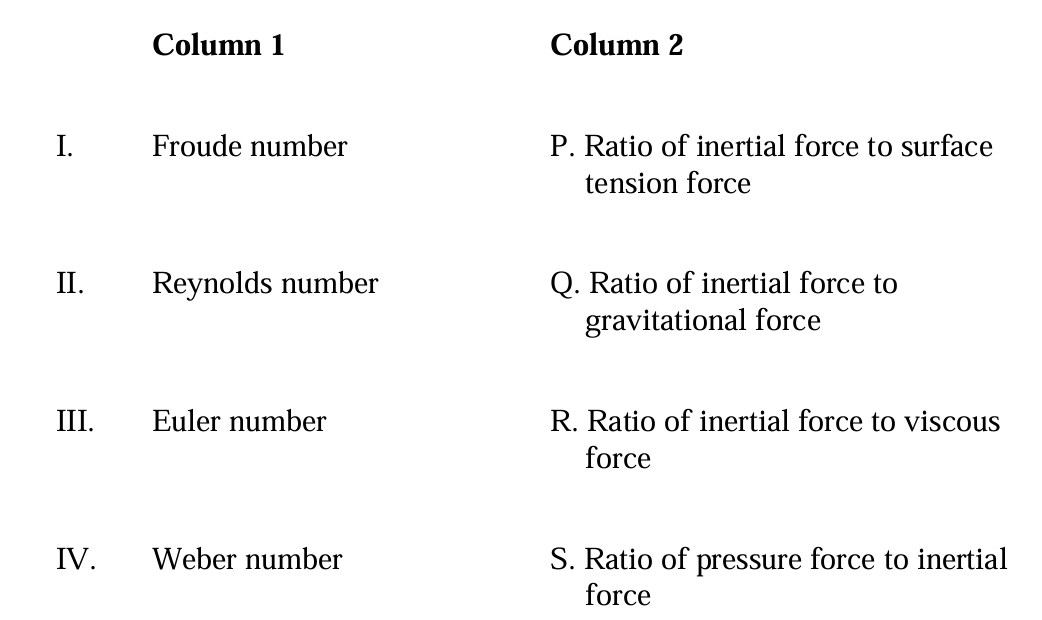 Column 1 Column 2
I. Froude number P. Ratio of inertial force to surface
tension force
II. Reynolds number Q. Ratio of inertial force to
gravitational force
III. Euler number R. Ratio of inertial force to viscous
force
IV. Weber number S. Ratio of pressure force to inertial
force